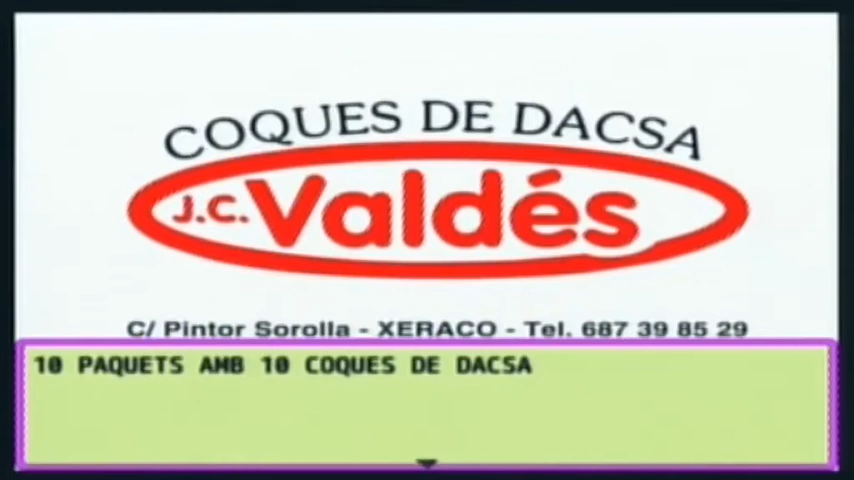 COQUES DE DACSA
J.C. Valdés
C/ Pintor Sorolla - XERACO - Tel. 687 39 85 29
10 PAQUETS AMB 10 COQUES DE DACSA